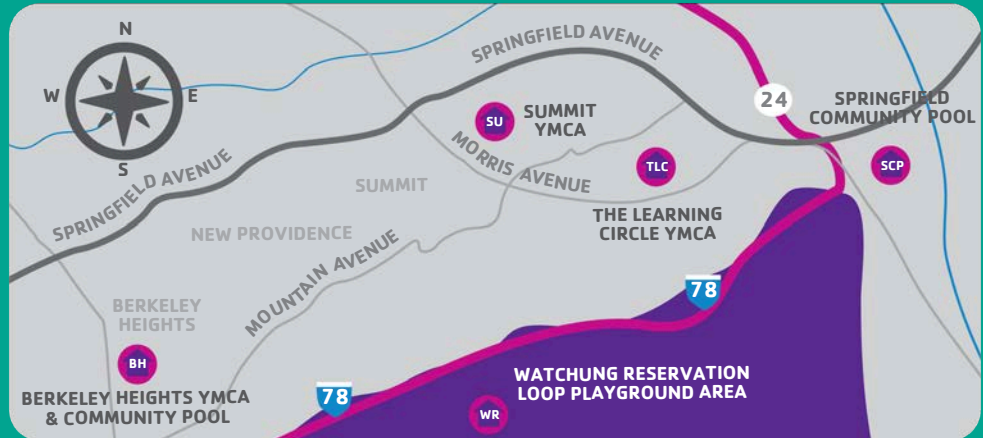 N
W
E
S
SPRINGFIELD AVENUE
24
SPRINGFIELD
COMMUNITY POOL
SU
SUMMIT
YMCA
MORRIS AVENUE
TLC
SCP
SPRINGFIELD AVENUE
SUMMIT
THE LEARNING
CIRCLE YMCA
NEW PROVIDENCE
MOUNTAIN AVENUE
78
BERKELEY
HEIGHTS
BH
BERKELEY HEIGHTS YMCA
& COMMUNITY POOL
78
WATCHUNG RESERVATION
LOOP PLAYGROUND AREA
WR